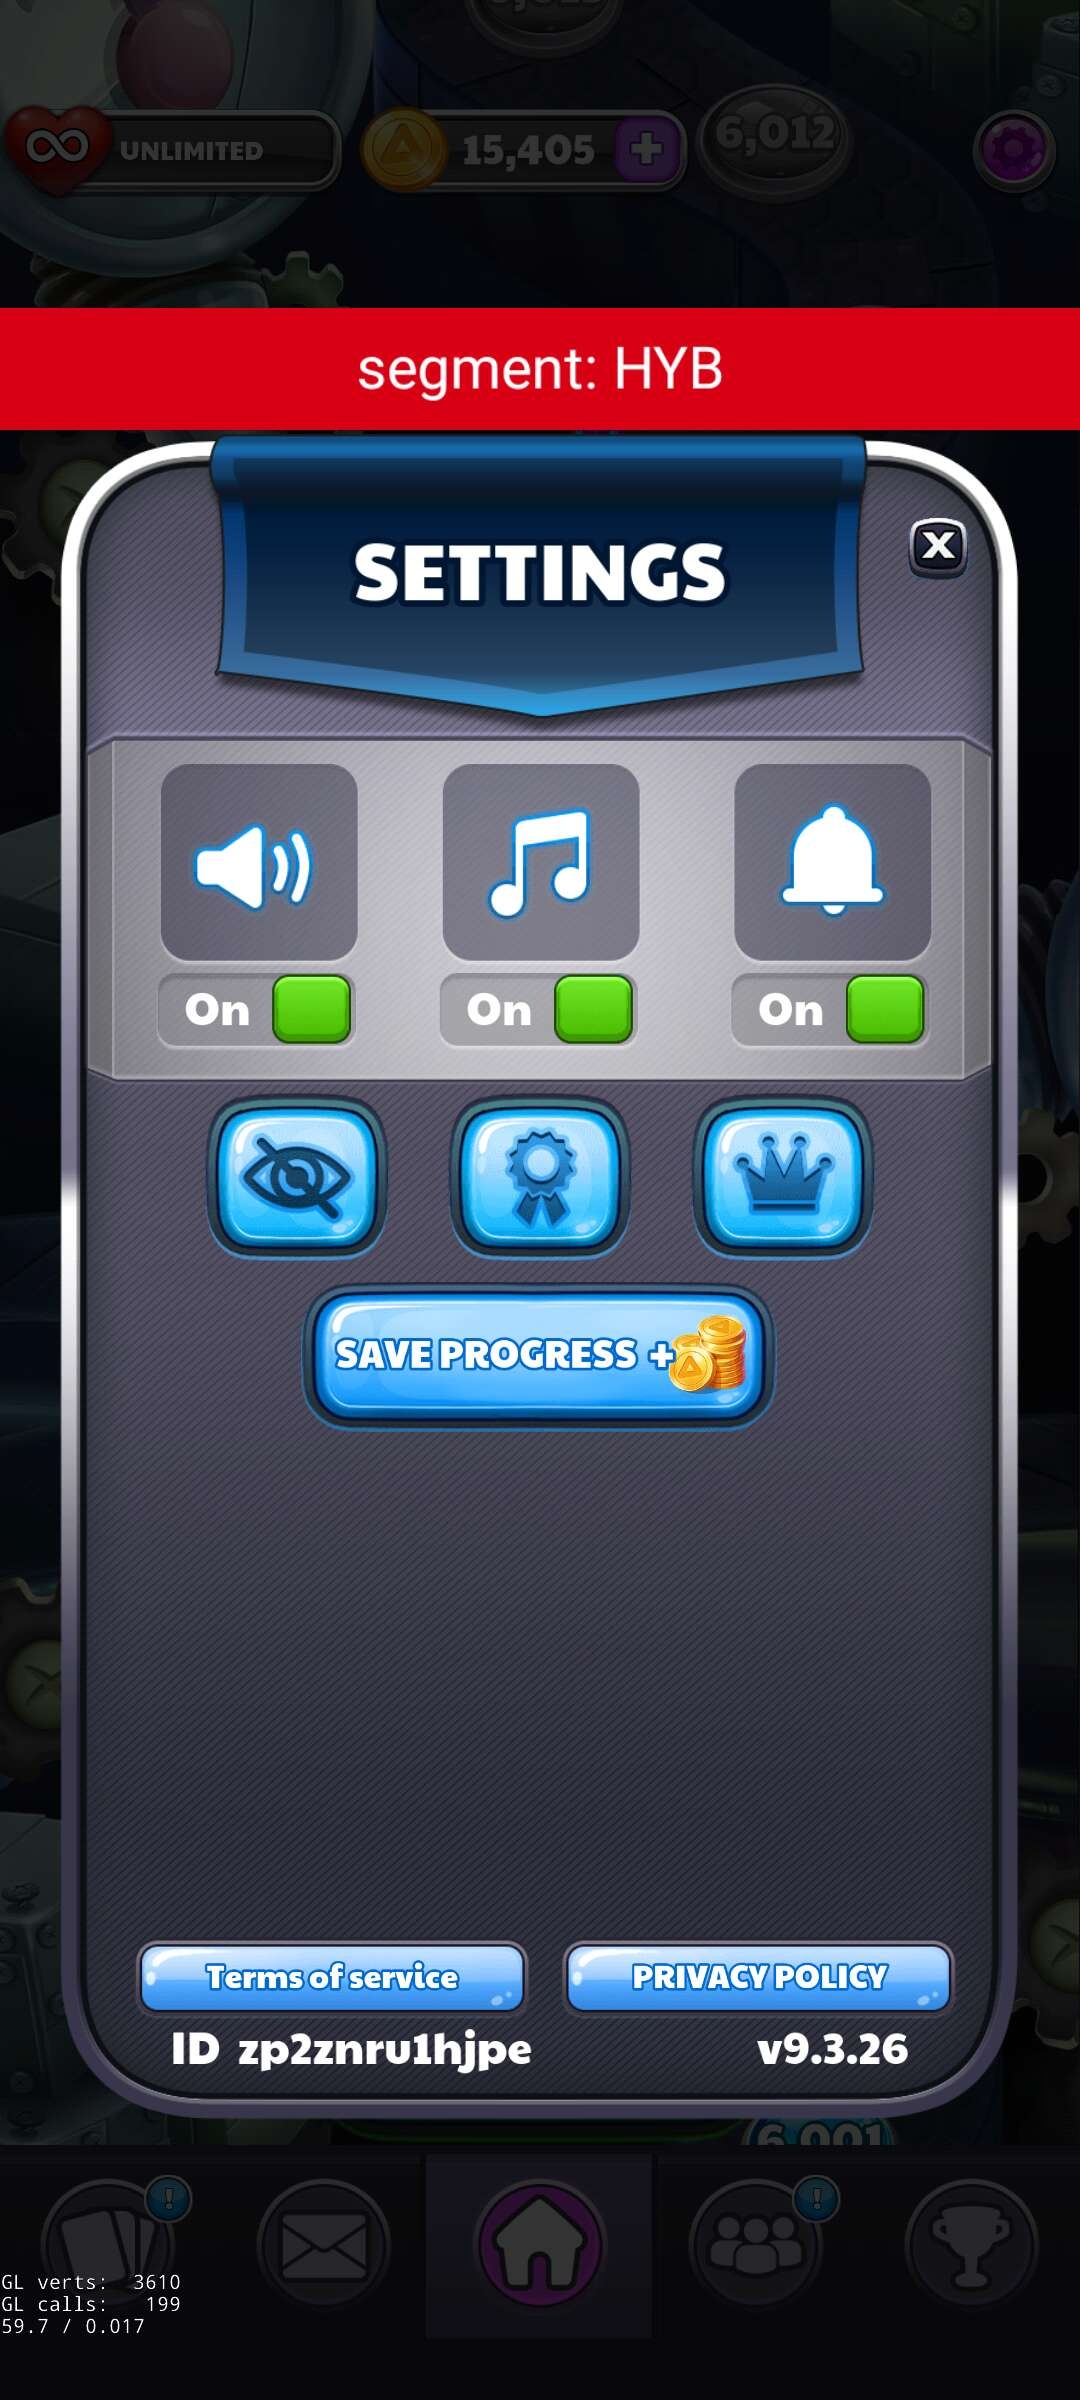 UNLIMITED
15,405
6,012
segment: HYB
SETTINGS
X
On
On
On
SAVE PROGRESS +
Terms of service
PRIVACY POLICY
ID zp2znru1hjpe
v9.3.26
6,001
GL verts: 3610
GL calls: 199
59.7 / 0.017